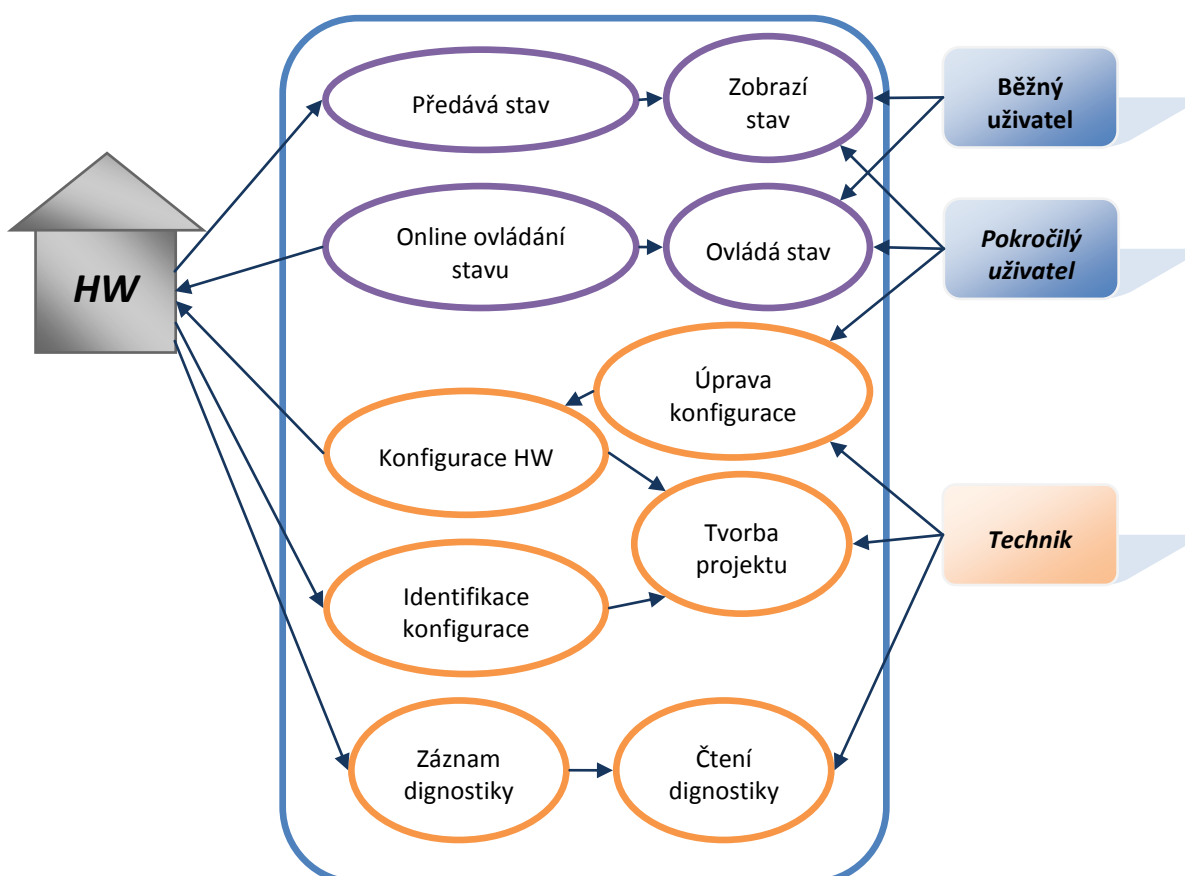 Předává stav
Zobrazí
stav
Běžný
uživatel
HW
Online ovládání
stavu
Ovládá stav
Pokročilý
uživatel
Úprava
konfigurace
Konfigurace HW
Tvorba
projektu
Technik
Identifikace
konfigurace
Záznam
dignostiky
Čtení
dignostiky